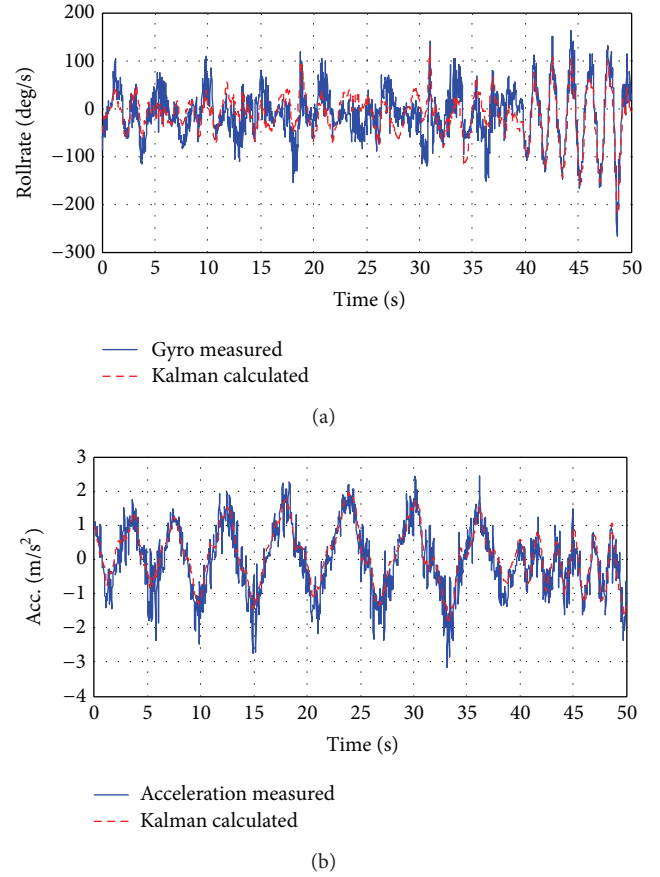 200
100
0
−100
−200
−300
Rollrate (deg/s)
0 5 10 15 20 25 30 35 40 45 50
Time (s)
Gyro measured
Kalman calculated
(a)
3
2
1
0
−1
−2
−3
−4
Acc. (m/s²)
0 5 10 15 20 25 30 35 40 45 50
Time (s)
Acceleration measured
Kalman calculated
(b)